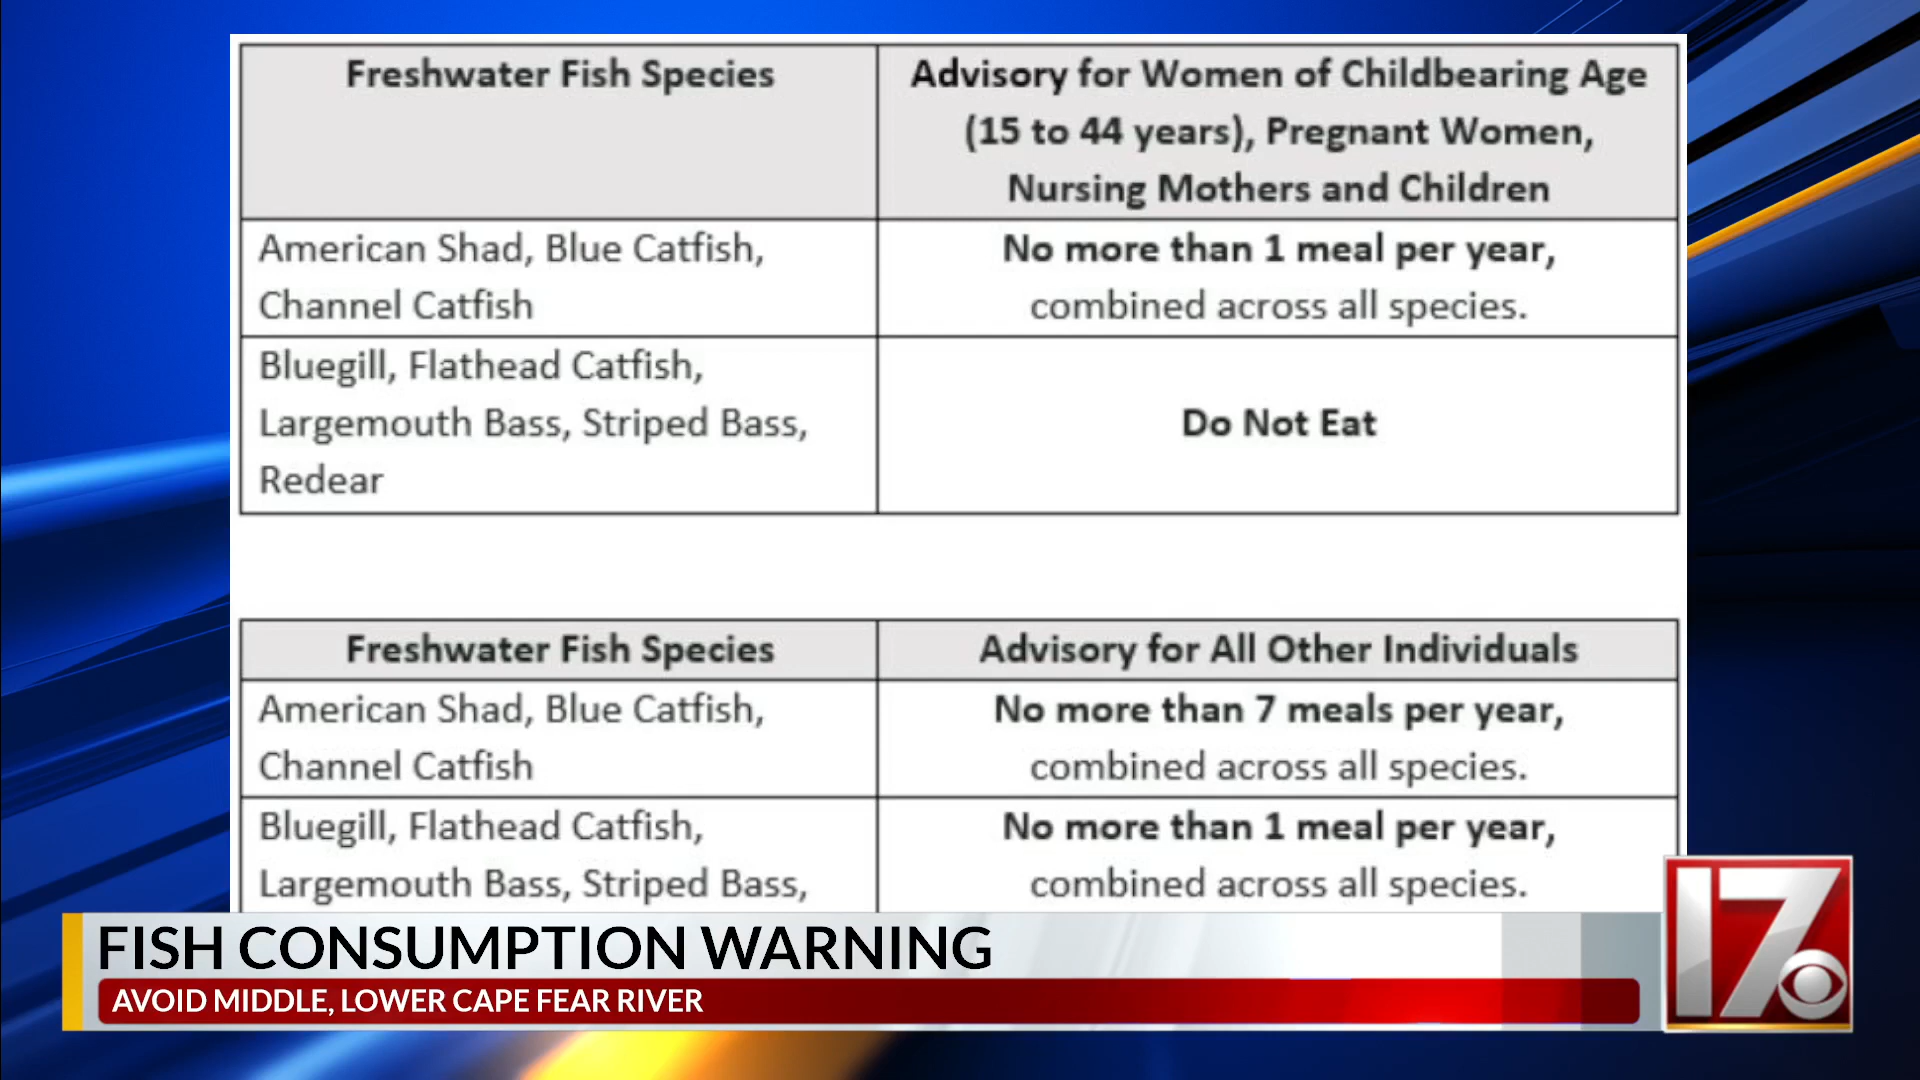 Freshwater Fish Species
Advisory for Women of Childbearing Age
(15 to 44 years), Pregnant Women,
Nursing Mothers and Children
American Shad, Blue Catfish,
Channel Catfish
No more than 1 meal per year,
combined across all species.
Bluegill, Flathead Catfish,
Largemouth Bass, Striped Bass,
Redear
Do Not Eat
Freshwater Fish Species
Advisory for All Other Individuals
American Shad, Blue Catfish,
Channel Catfish
No more than 7 meals per year,
combined across all species.
Bluegill, Flathead Catfish,
Largemouth Bass, Striped Bass,
No more than 1 meal per year,
combined across all species.
FISH CONSUMPTION WARNING
AVOID MIDDLE, LOWER CAPE FEAR RIVER
17